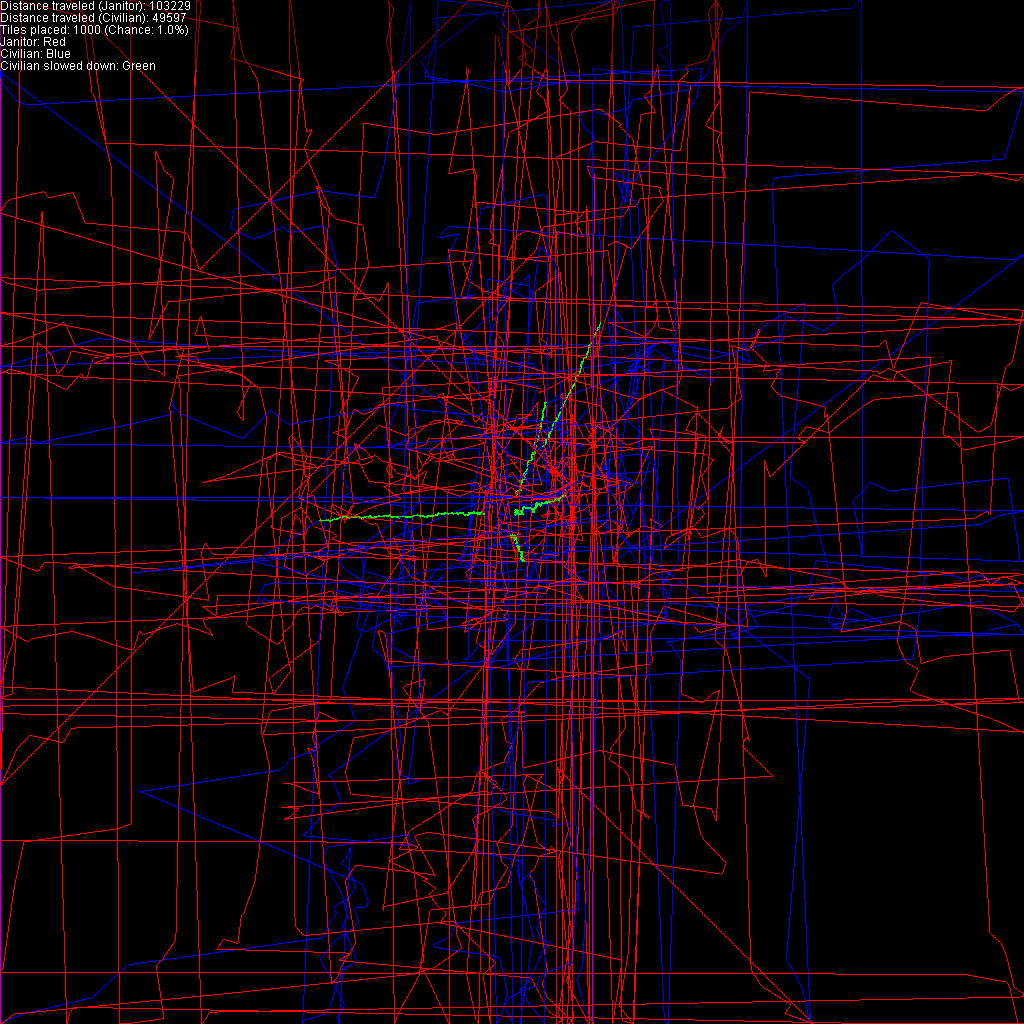 Distance traveled (Janitor): 103229
Distance traveled (Civilian): 49597
Tiles placed: 1000 (Chance: 1.0%)
Janitor: Red
Civilian: Blue
Civilian slowed down: Green